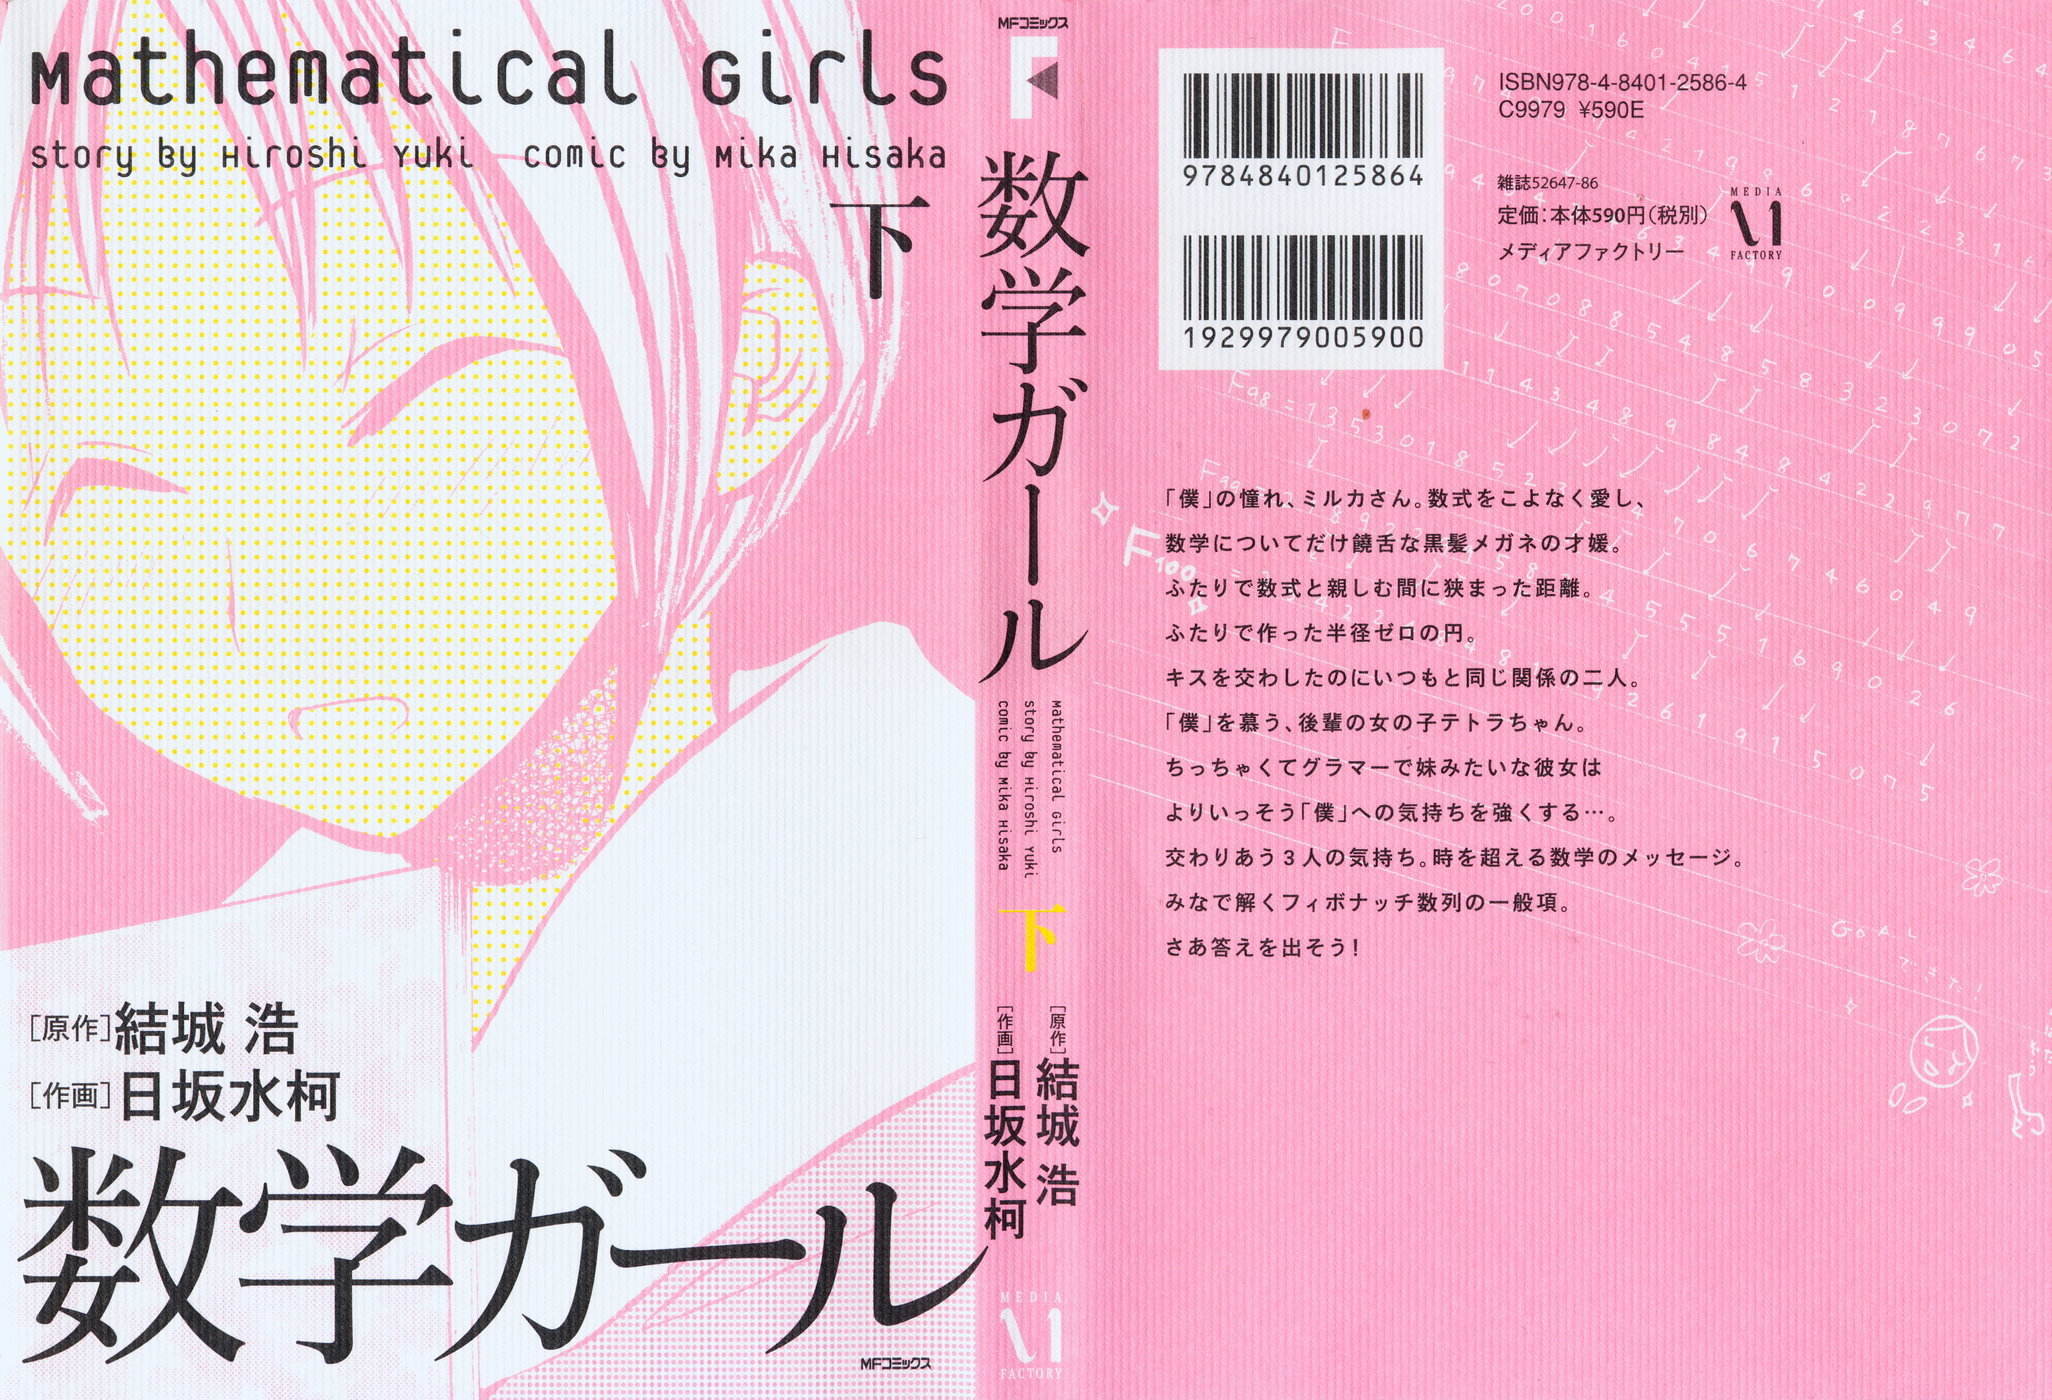 Mathematical Girls
story by Hiroshi Yuki comic by Mika Hisaka
下
[原作]結城 浩
[作画]日坂水柯
数学ガール
MFコミックス
MFコミックス
F
数学ガール
Mathematical Girls
story by Hiroshi Yuki
comic by Mika Hisaka
下
[原作]結城 浩
[作画]日坂水柯
MEDIA
FACTORY
9784840125864
1929979005900
ISBN978-4-8401-2586-4
C9979 ¥590E
雑誌52647-86
定価:本体590円(税別)
メディアファクトリー
MEDIA
FACTORY
「僕」の憧れ、ミルカさん。数式をこよなく愛し、
数学についてだけ饒舌な黒髪メガネの才媛。
ふたりで数式と親しむ間に狭まった距離。
ふたりで作った半径ゼロの円。
キスを交わしたのにいつもと同じ関係の二人。
「僕」を慕う、後輩の女の子テトラちゃん。
ちっちゃくてグラマーで妹みたいな彼女は
よりいっそう「僕」への気持ちを強くする…。
交わりあう3人の気持ち。時を超える数学のメッセージ。
みなで解くフィボナッチ数列の一般項。
さあ答えを出そう!
F98=135301852
F100
GOAL
できた!